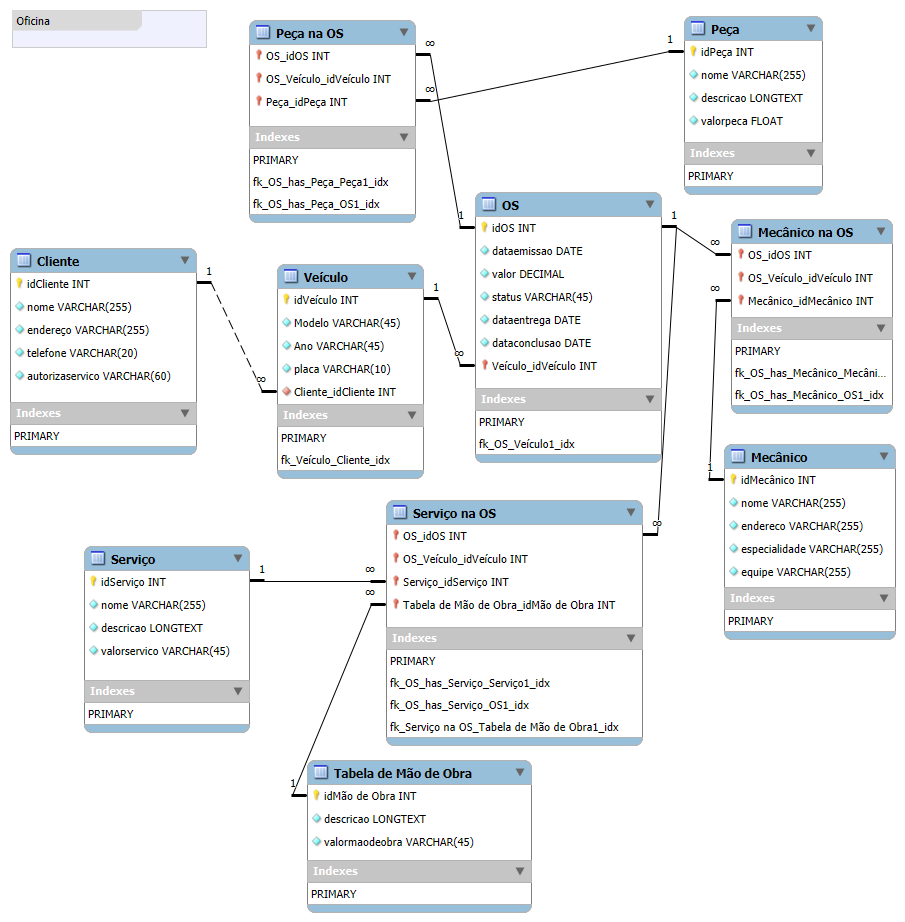 Oficina
Peça na OS
OS_idOS INT
OS_Veículo_idVeículo INT
Peça_idPeça INT
Indexes
PRIMARY
fk_OS_has_Peça_Peça1_idx
fk_OS_has_Peça_OS1_idx
∞
∞
1
Peça
idPeça INT
nome VARCHAR(255)
descricao LONGTEXT
valorpeca FLOAT
Indexes
PRIMARY
Cliente
idCliente INT
nome VARCHAR(255)
endereço VARCHAR(255)
telefone VARCHAR(20)
autorizaservico VARCHAR(60)
Indexes
PRIMARY
1
∞
Veículo
idVeículo INT
Modelo VARCHAR(45)
Ano VARCHAR(45)
placa VARCHAR(10)
Cliente_idCliente INT
Indexes
PRIMARY
fk_Veículo_Cliente_idx
1
∞
1
OS
idOS INT
dataemissao DATE
valor DECIMAL
status VARCHAR(45)
dataentrega DATE
dataconclusao DATE
Veículo_idVeículo INT
Indexes
PRIMARY
fk_OS_Veículo1_idx
1
∞
∞
Mecânico na OS
OS_idOS INT
OS_Veículo_idVeículo INT
Mecânico_idMecânico INT
Indexes
PRIMARY
fk_OS_has_Mecânico_Mecâni...
fk_OS_has_Mecânico_OS1_idx
1
Mecânico
idMecânico INT
nome VARCHAR(255)
endereco VARCHAR(255)
especialidade VARCHAR(255)
equipe VARCHAR(255)
Indexes
PRIMARY
Serviço
idServiço INT
nome VARCHAR(255)
descricao LONGTEXT
valorservico VARCHAR(45)
Indexes
PRIMARY
1
∞
∞
Serviço na OS
OS_idOS INT
OS_Veículo_idVeículo INT
Serviço_idServiço INT
Tabela de Mão de Obra_idMão de Obra INT
Indexes
PRIMARY
fk_OS_has_Serviço_Serviço1_idx
fk_OS_has_Serviço_OS1_idx
fk_Serviço na OS_Tabela de Mão de Obra1_idx
∞
1
Tabela de Mão de Obra
idMão de Obra INT
descricao LONGTEXT
valormaodeobra VARCHAR(45)
Indexes
PRIMARY